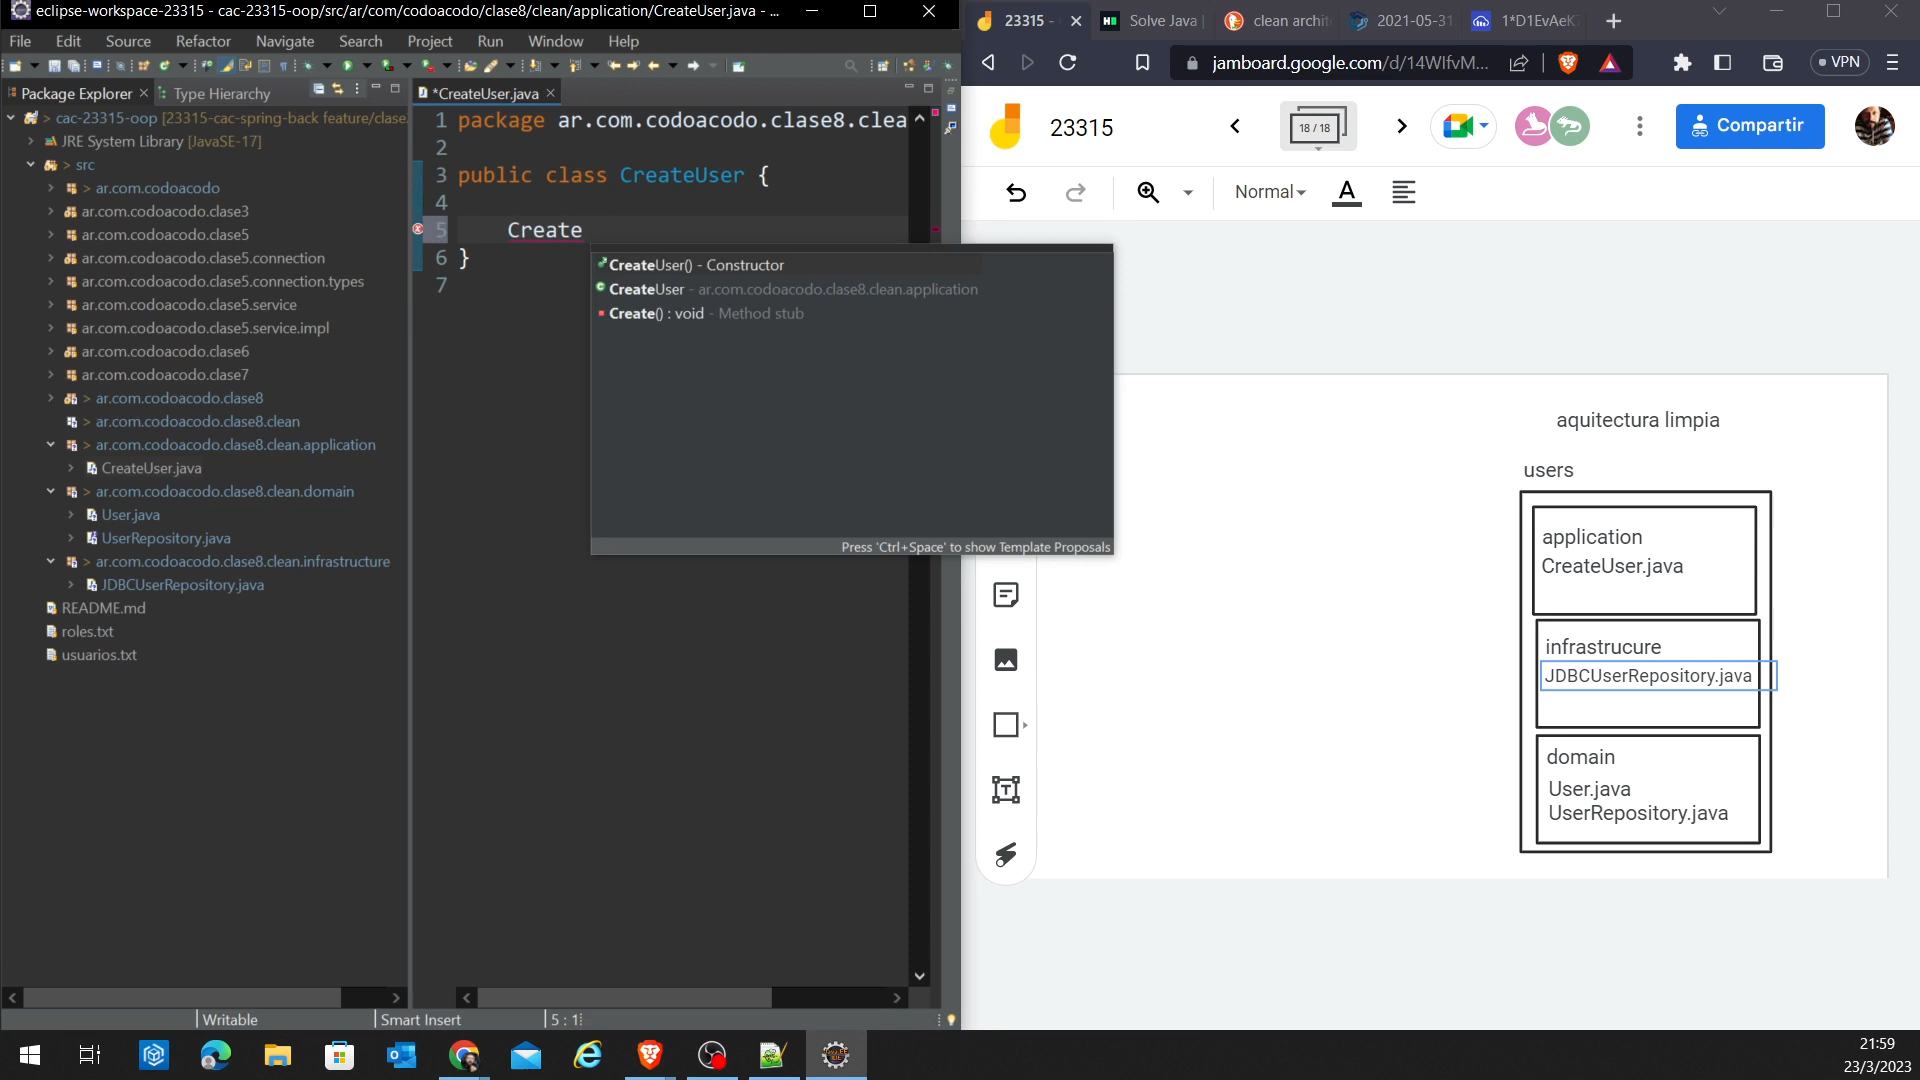 eclipse-workspace-23315 - cac-23315-oop/src/ar/com/codoacodo/clase8/clean/application/CreateUser.java - ...
File Edit Source Refactor Navigate Search Project Run Window Help
Package Explorer
Type Hierarchy
> cac-23315-oop [23315-cac-spring-back feature/clase
JRE System Library [JavaSE-17]
> src
> ar.com.codoacodo
ar.com.codoacodo.clase3
ar.com.codoacodo.clase5
ar.com.codoacodo.clase5.connection
ar.com.codoacodo.clase5.connection.types
ar.com.codoacodo.clase5.service
ar.com.codoacodo.clase5.service.impl
ar.com.codoacodo.clase6
ar.com.codoacodo.clase7
> ar.com.codoacodo.clase8
> ar.com.codoacodo.clase8.clean
> ar.com.codoacodo.clase8.clean.application
CreateUser.java
> ar.com.codoacodo.clase8.clean.domain
User.java
UserRepository.java
> ar.com.codoacodo.clase8.clean.infrastructure
JDBCUserRepository.java
README.md
roles.txt
usuarios.txt
*CreateUser.java
1 package ar.com.codoacodo.clase8.clea
2
3 public class CreateUser {
4
5 Create
6 }
7
CreateUser() - Constructor
CreateUser - ar.com.codoacodo.clase8.clean.application
Create() : void - Method stub
Press 'Ctrl+Space' to show Template Proposals
Writable
Smart Insert
5 : 1
23315 -
Solve Java
clean archit
2021-05-31
1*D1EvAeK
jamboard.google.com/d/14WIfvM...
VPN
23315
18 / 18
Compartir
Normal
aquitectura limpia
users
application
CreateUser.java
infrastrucure
JDBCUserRepository.java
domain
User.java
UserRepository.java
21:59
23/3/2023